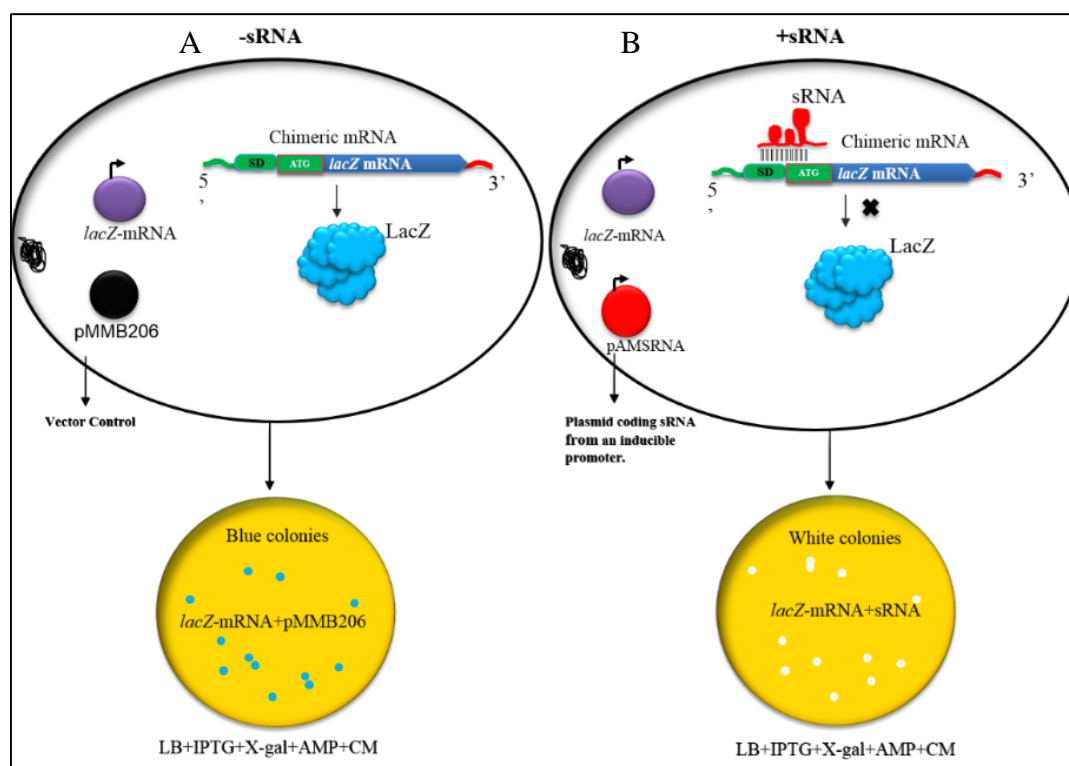 A
-sRNA
Chimeric mRNA
SD
ATG
lacZ mRNA
5'
3'
lacZ-mRNA
LacZ
pMMB206
Vector Control
Blue colonies
lacZ-mRNA+pMMB206
LB+IPTG+X-gal+AMP+CM
B
+sRNA
sRNA
Chimeric mRNA
SD
ATG
lacZ mRNA
5'
3'
lacZ-mRNA
LacZ
pAMSRNA
Plasmid coding sRNA
from an inducible
promoter.
White colonies
lacZ-mRNA+sRNA
LB+IPTG+X-gal+AMP+CM